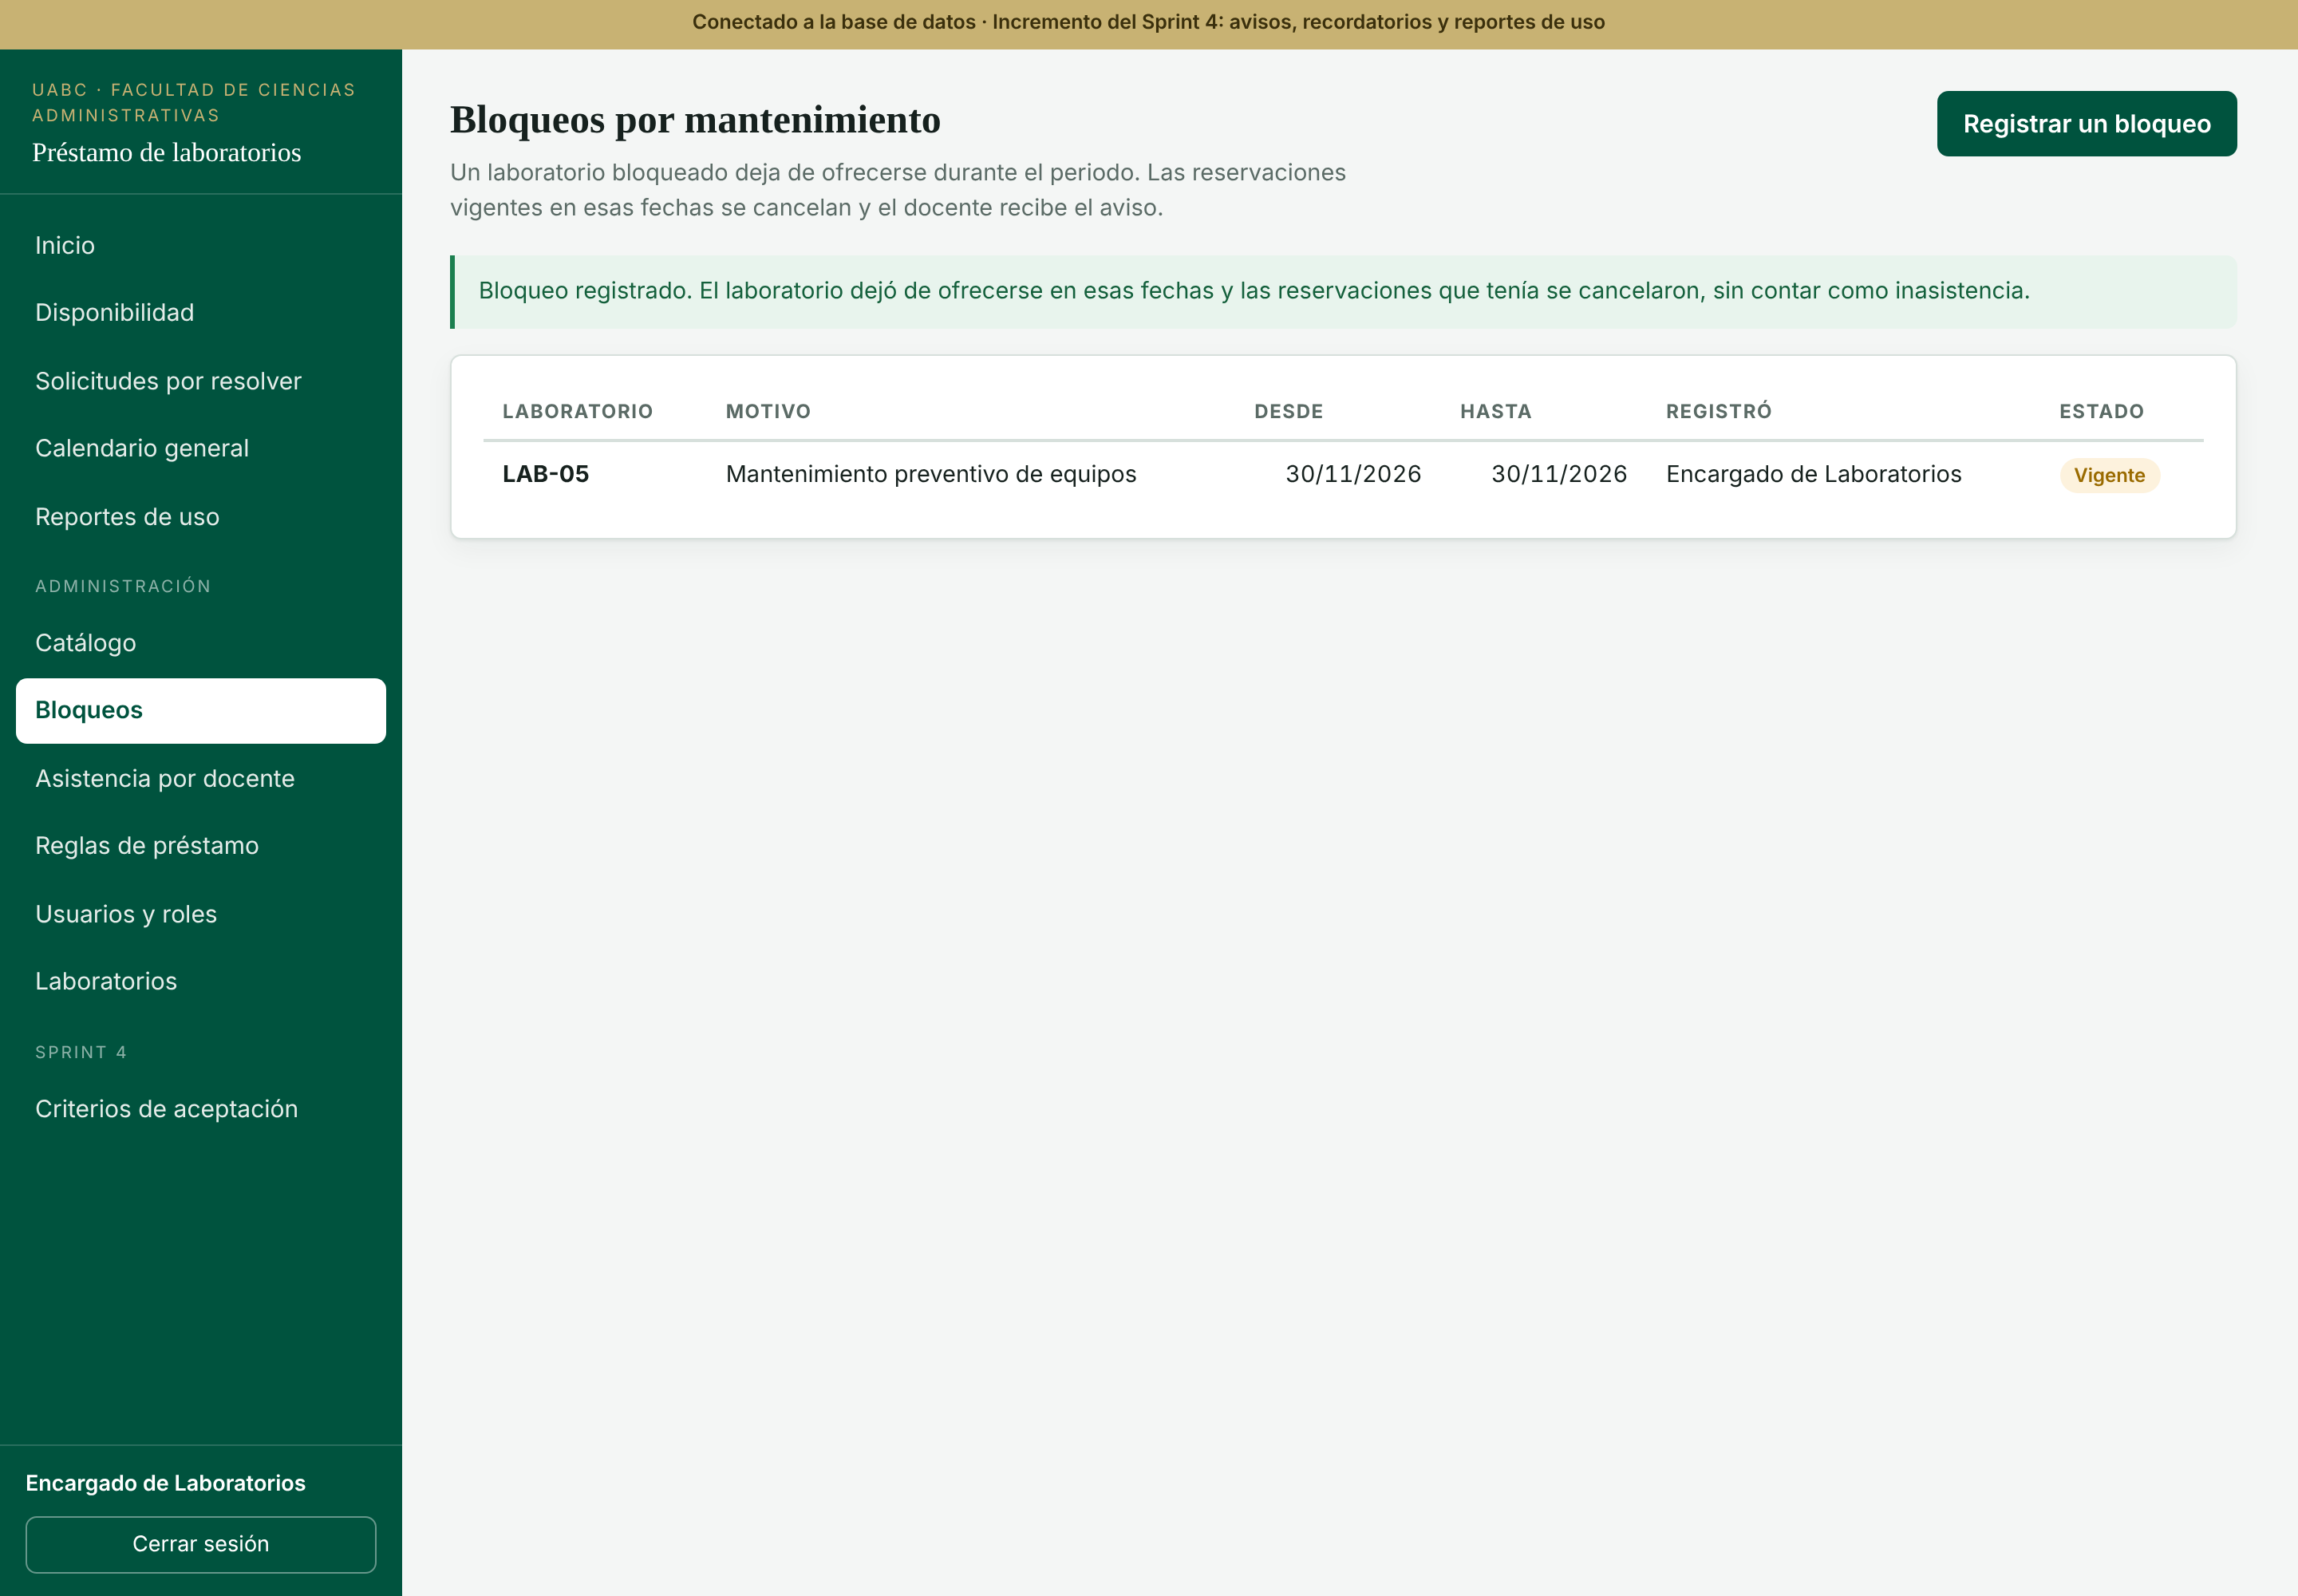 Conectado a la base de datos · Incremento del Sprint 4: avisos, recordatorios y reportes de uso
UABC · FACULTAD DE CIENCIAS
ADMINISTRATIVAS
Préstamo de laboratorios
Inicio
Disponibilidad
Solicitudes por resolver
Calendario general
Reportes de uso
ADMINISTRACIÓN
Catálogo
Bloqueos
Asistencia por docente
Reglas de préstamo
Usuarios y roles
Laboratorios
SPRINT 4
Criterios de aceptación
Encargado de Laboratorios
Cerrar sesión
Bloqueos por mantenimiento
Registrar un bloqueo
Un laboratorio bloqueado deja de ofrecerse durante el periodo. Las reservaciones
vigentes en esas fechas se cancelan y el docente recibe el aviso.
Bloqueo registrado. El laboratorio dejó de ofrecerse en esas fechas y las reservaciones que tenía se cancelaron, sin contar como inasistencia.
LABORATORIO MOTIVO DESDE HASTA REGISTRÓ ESTADO
LAB-05 Mantenimiento preventivo de equipos 30/11/2026 30/11/2026 Encargado de Laboratorios Vigente